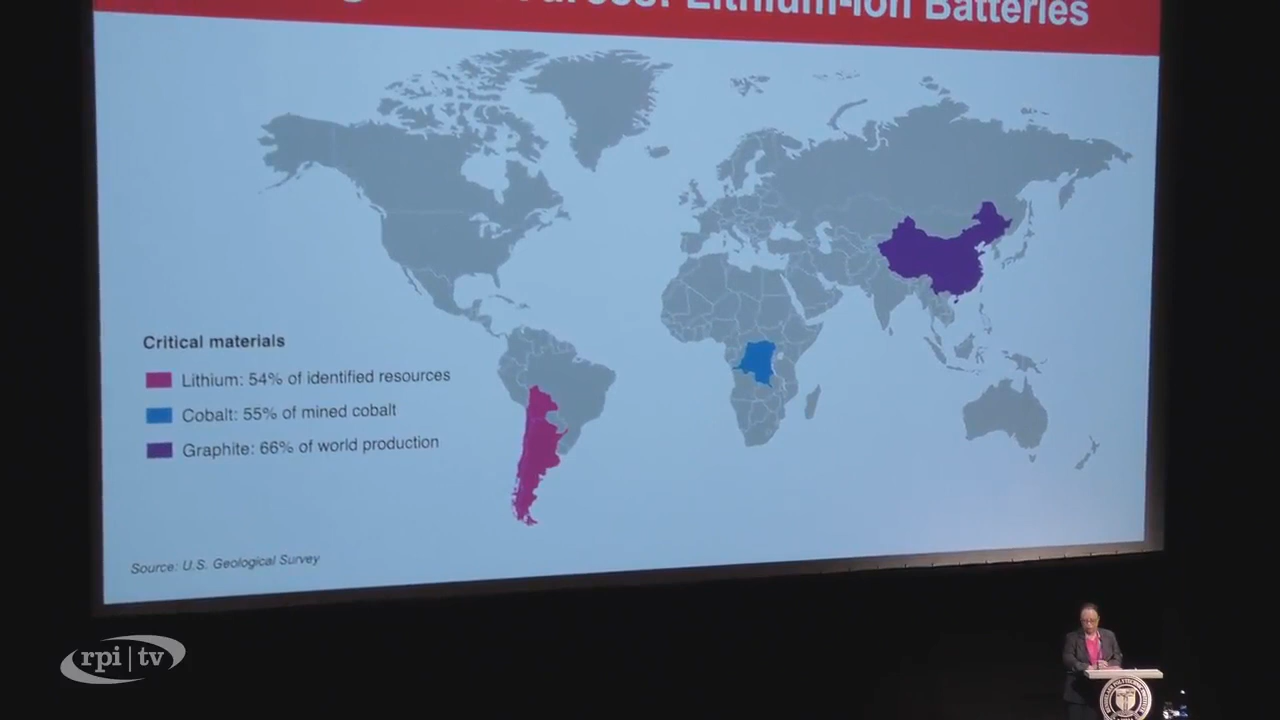 Lithium-Ion Batteries
Critical materials
Lithium: 54% of identified resources
Cobalt: 55% of mined cobalt
Graphite: 66% of world production
Source: U.S. Geological Survey
rpi|tv